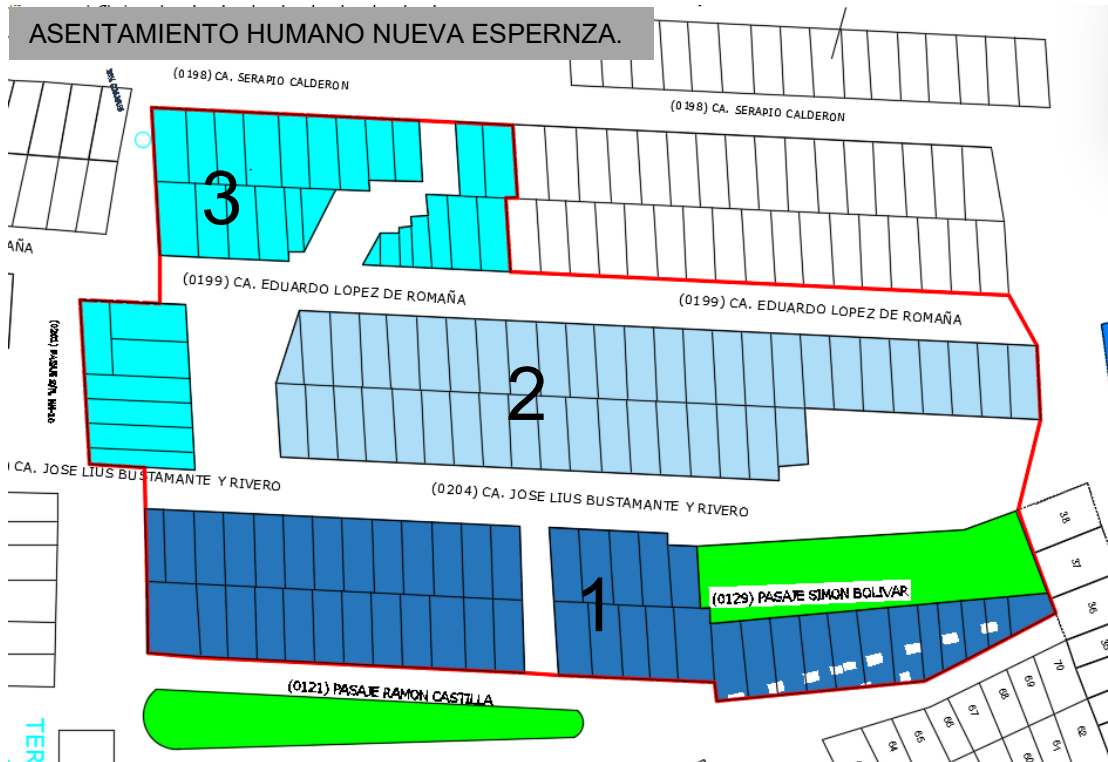 ASENTAMIENTO HUMANO NUEVA ESPERNZA.
(0198) CA. SERAPIO CALDERON
(0198) CA. SERAPIO CALDERON
3
AÑA
(0199) CA. EDUARDO LOPEZ DE ROMAÑA
(0199) CA. EDUARDO LOPEZ DE ROMAÑA
2
) CA. JOSE LIUS BUSTAMANTE Y RIVERO
(0204) CA. JOSE LIUS BUSTAMANTE Y RIVERO
38
37
36
1
(0129) PASAJE SIMON BOLIVAR
(0121) PASAJE RAMON CASTILLA
70
69
68
67
66
65
64
62
61
TER